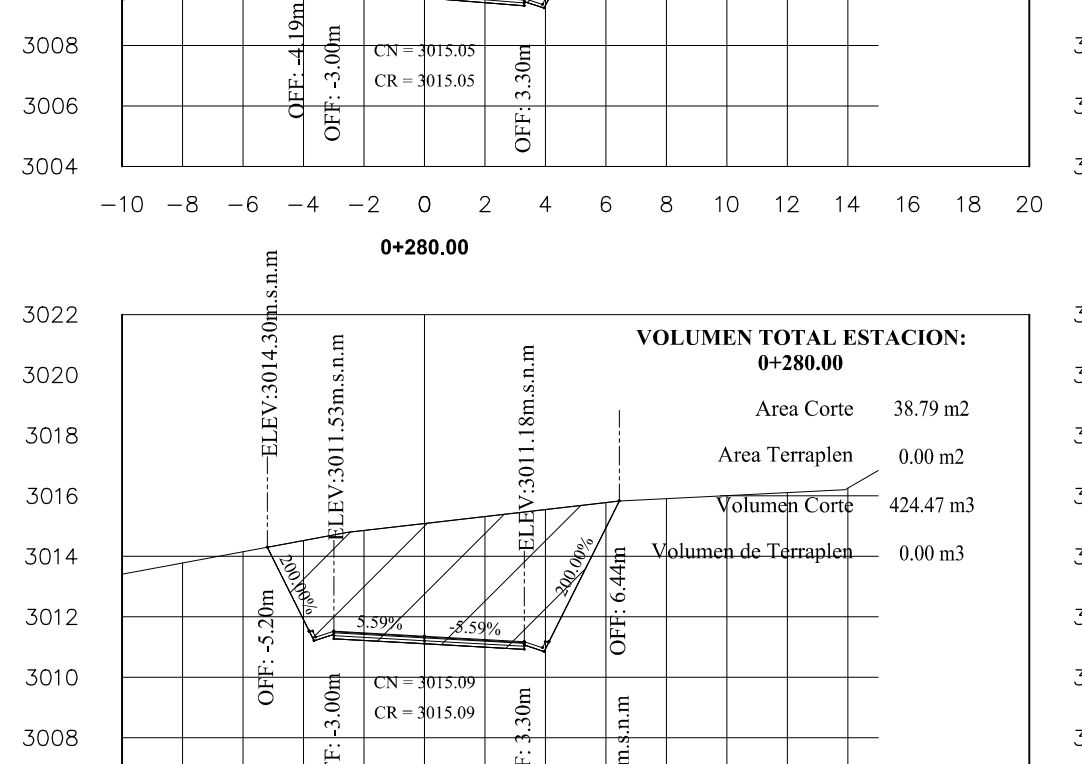 3008
3006
3004
OFF: -4.19m
OFF: -3.00m
CN = 3015.05
CR = 3015.05
OFF: 3.30m
-10 -8 -6 -4 -2 0 2 4 6 8 10 12 14 16 18 20
0+280.00
3022
3020
3018
3016
3014
3012
3010
3008
ELEV:3014.30m.s.n.m
ELEV:3011.53m.s.n.m
ELEV:3011.18m.s.n.m
VOLUMEN TOTAL ESTACION:
0+280.00
Area Corte 38.79 m2
Area Terraplen 0.00 m2
Volumen Corte 424.47 m3
Volumen de Terraplen 0.00 m3
200.00%
5.59%
-5.59%
200.00%
OFF: -5.20m
OFF: 6.44m
CN = 3015.09
CR = 3015.09
FF: -3.00m
FF: 3.30m
m.s.n.m